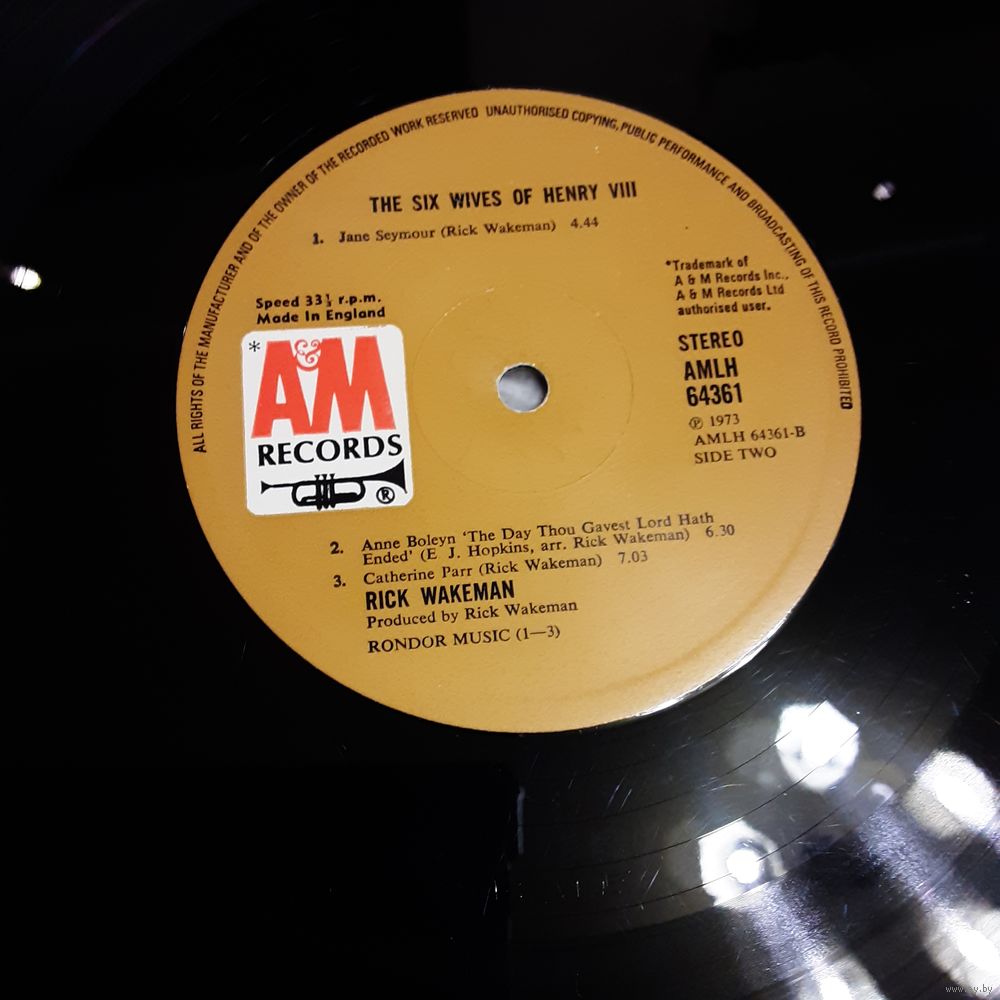 ALL RIGHTS OF THE MANUFACTURER AND OF THE OWNER OF THE RECORDED WORK RESERVED UNAUTHORISED COPYING, PUBLIC PERFORMANCE AND BROADCASTING OF THIS RECORD PROHIBITED
THE SIX WIVES OF HENRY VIII
1. Jane Seymour (Rick Wakeman) 4.44
Speed 33⅓ r.p.m.
Made In England
*Trademark of
A & M Records Inc.,
A & M Records Ltd
authorised user.
* A&M
RECORDS
®
STEREO
AMLH
64361
℗ 1973
AMLH 64361-B
SIDE TWO
2. Anne Boleyn ‘The Day Thou Gavest Lord Hath
Ended’ (E J. Hopkins, arr. Rick Wakeman) 6.30
3. Catherine Parr (Rick Wakeman) 7.03
RICK WAKEMAN
Produced by Rick Wakeman
RONDOR MUSIC (1—3)
www.ay.by